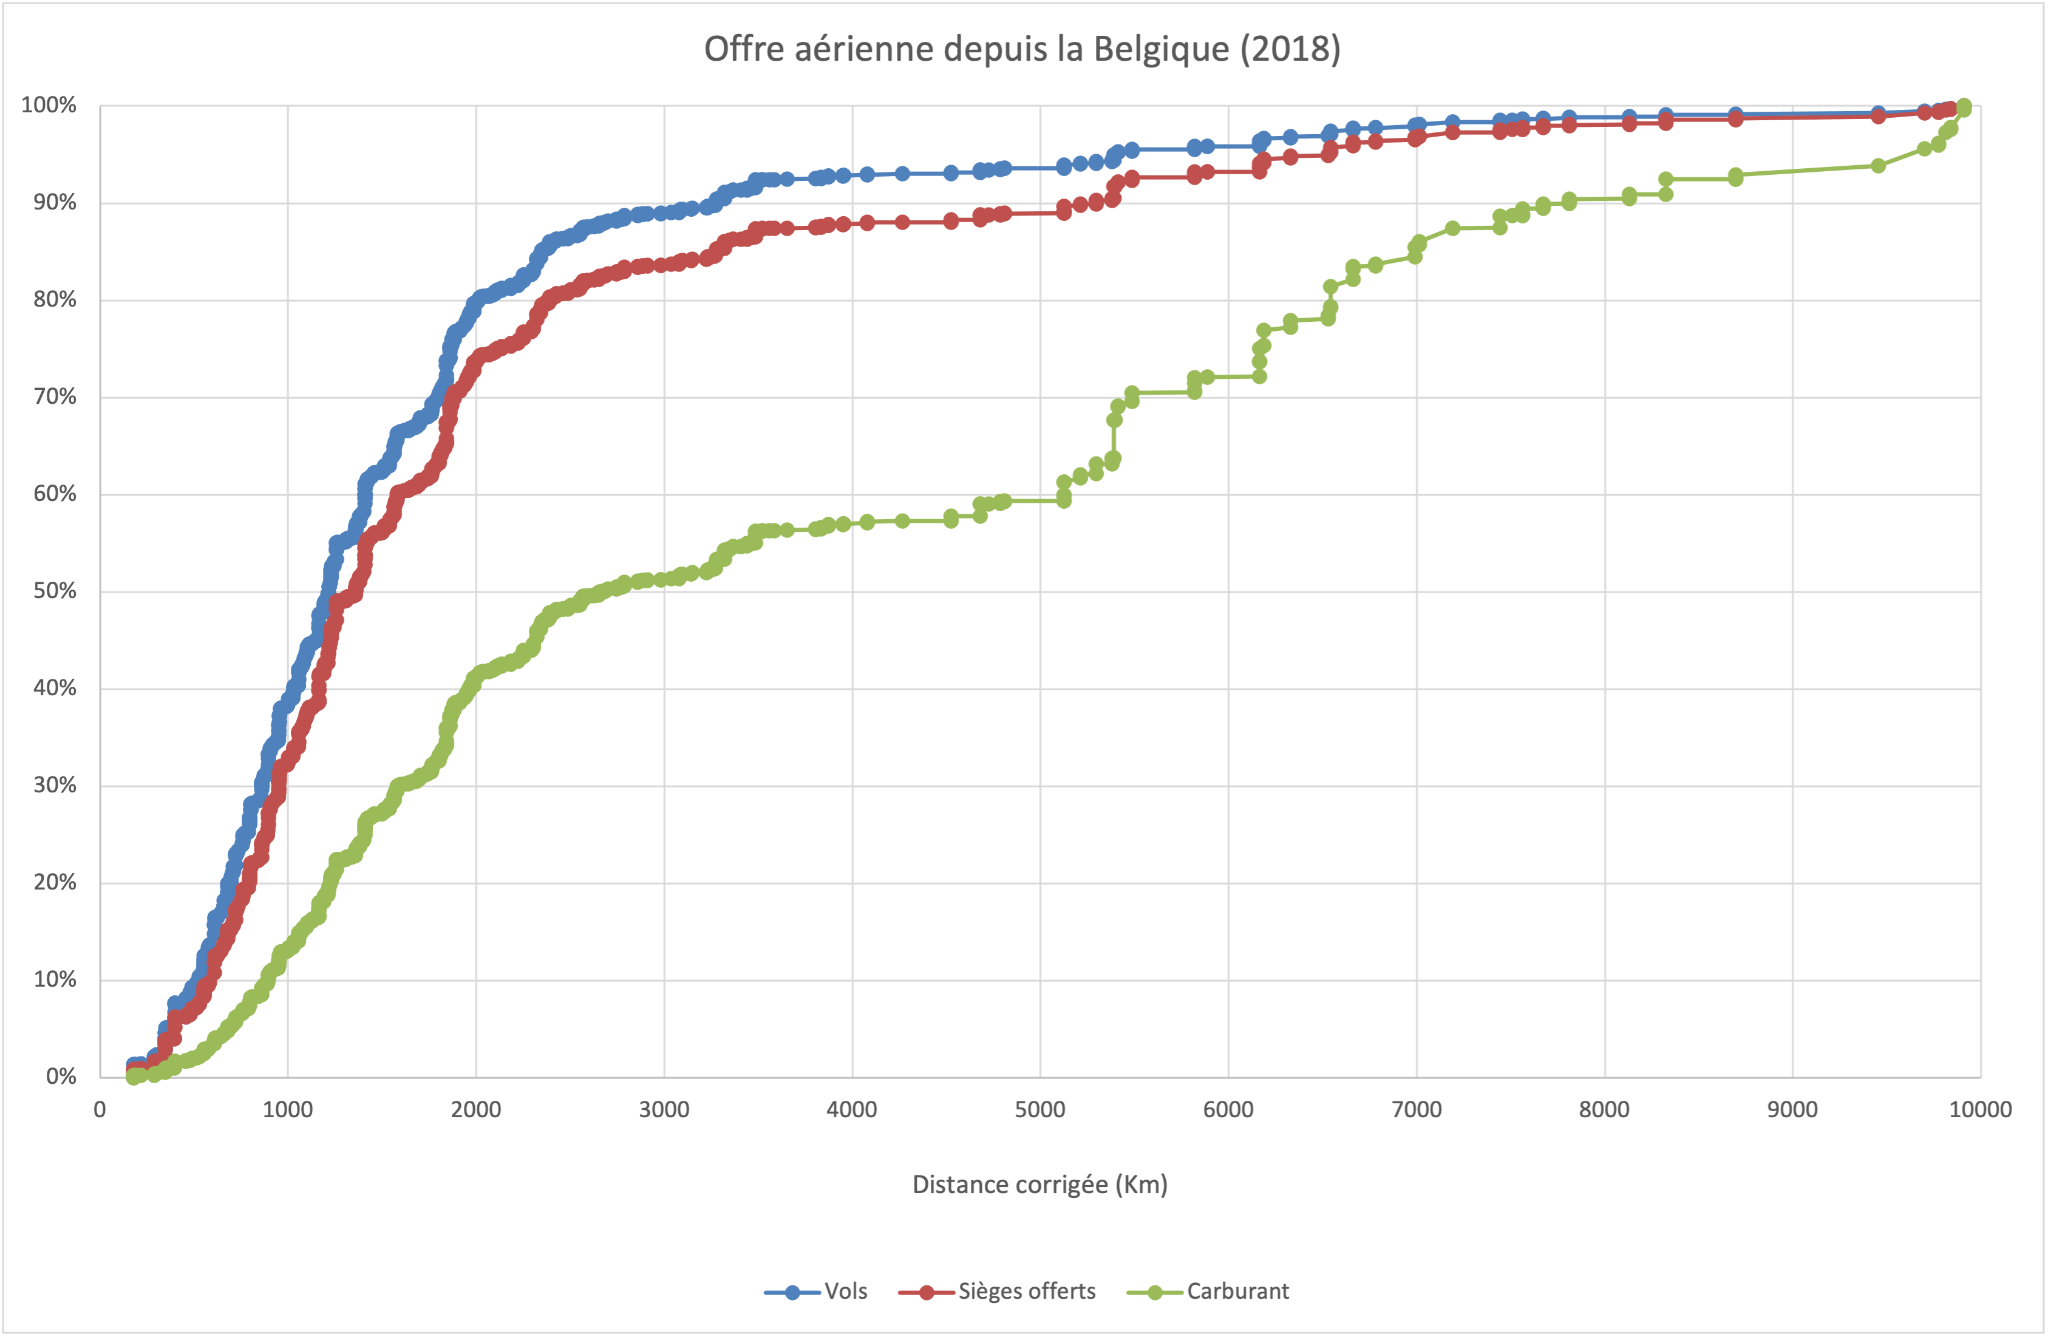 Offre aérienne depuis la Belgique (2018)
100%
90%
80%
70%
60%
50%
40%
30%
20%
10%
0%
0 1000 2000 3000 4000 5000 6000 7000 8000 9000 10000
Distance corrigée (Km)
Vols Sièges offerts Carburant